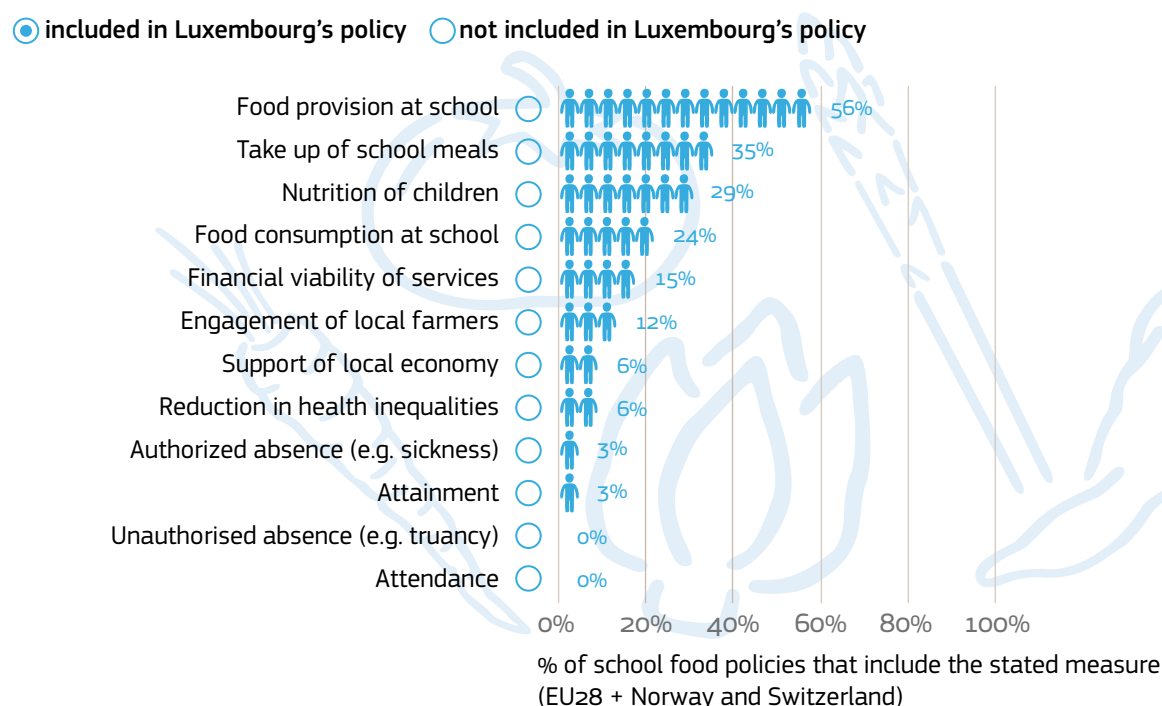 included in Luxembourg's policy not included in Luxembourg's policy
Food provision at school 56%
Take up of school meals 35%
Nutrition of children 29%
Food consumption at school 24%
Financial viability of services 15%
Engagement of local farmers 12%
Support of local economy 6%
Reduction in health inequalities 6%
Authorized absence (e.g. sickness) 3%
Attainment 3%
Unauthorised absence (e.g. truancy) 0%
Attendance 0%
0% 20% 40% 60% 80% 100%
% of school food policies that include the stated measure
(EU28 + Norway and Switzerland)